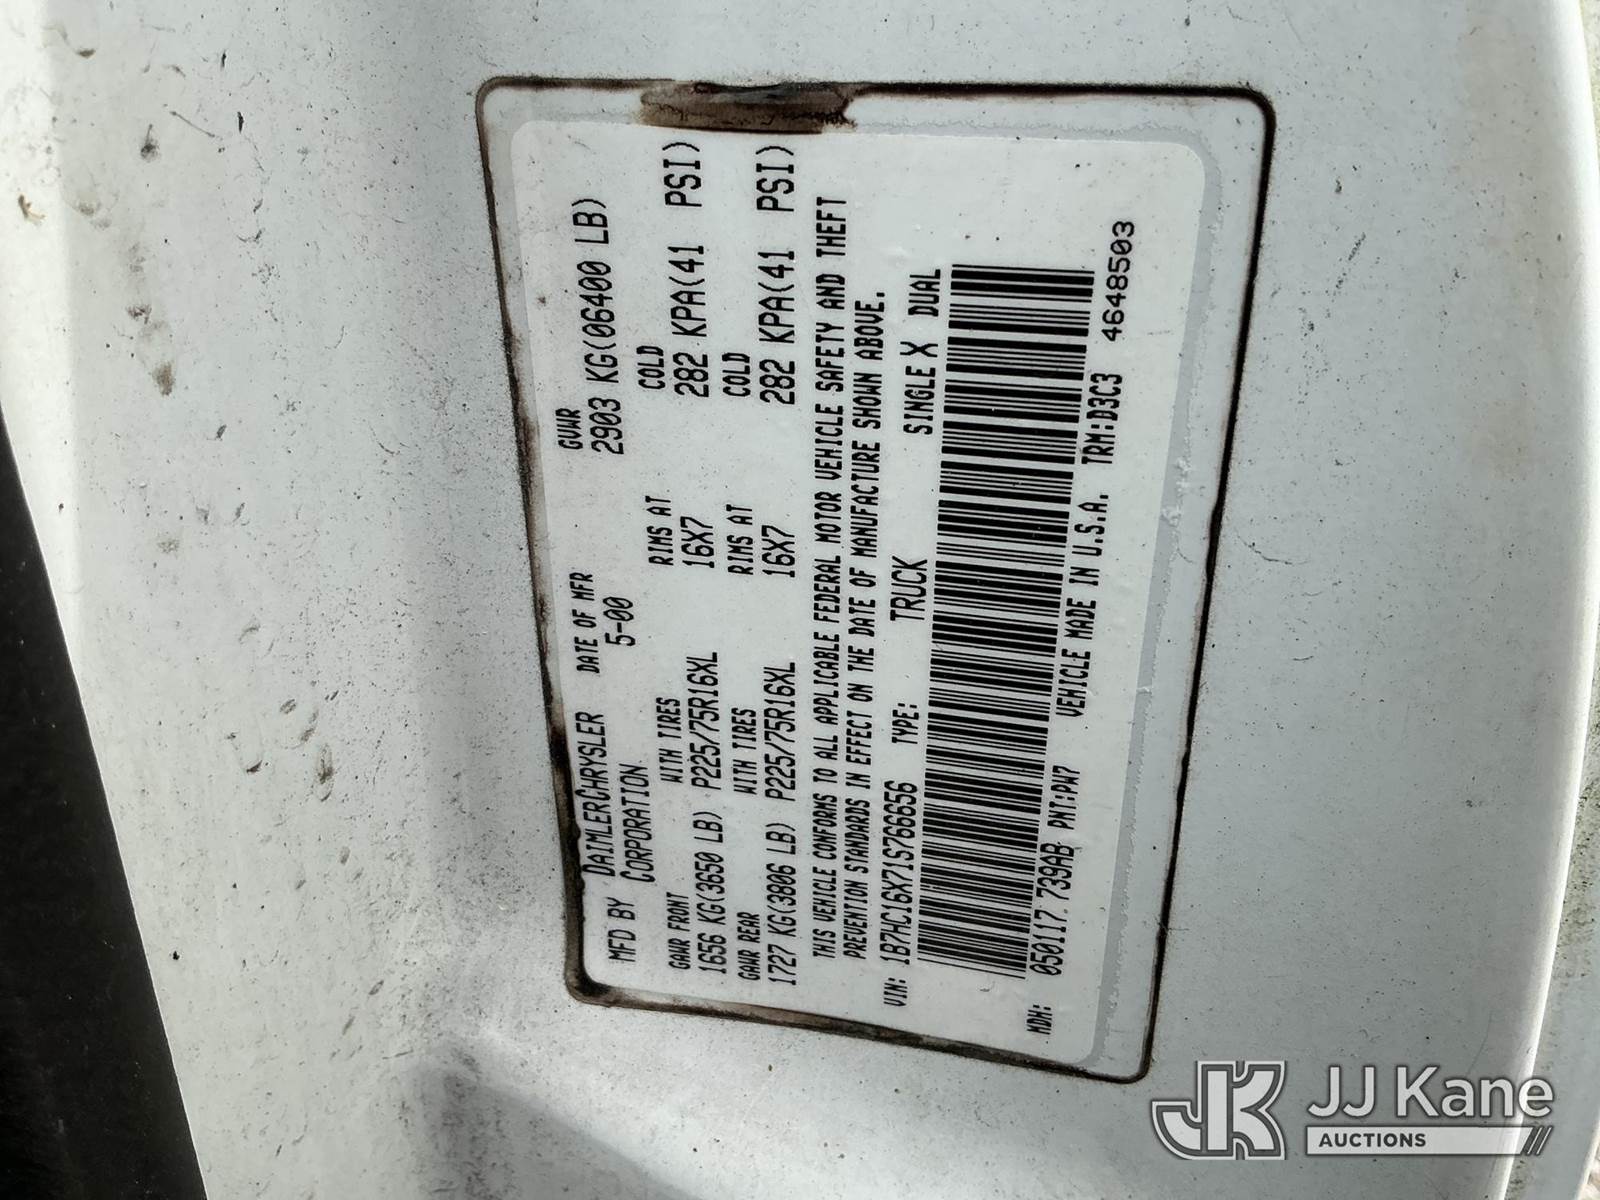 MFD BY DAIMLERCHRYSLER CORPORATION DATE OF MFR 5-00 GVWR 2903 KG(06400 LB)
GAWR FRONT WITH TIRES RIMS AT COLD
1656 KG(3650 LB) P225/75R16XL 16X7 282 KPA(41 PSI)
GAWR REAR WITH TIRES RIMS AT COLD
1727 KG(3806 LB) P225/75R16XL 16X7 282 KPA(41 PSI)
THIS VEHICLE CONFORMS TO ALL APPLICABLE FEDERAL MOTOR VEHICLE SAFETY AND THEFT
PREVENTION STANDARDS IN EFFECT ON THE DATE OF MANUFACTURE SHOWN ABOVE.
VIN: 1B7HC16X71S766656 TYPE: TRUCK SINGLE X DUAL
MDH: 050117 739AB PNT:PW7 VEHICLE MADE IN U.S.A. TRM:D3C3 4648503
JK JJ Kane
AUCTIONS